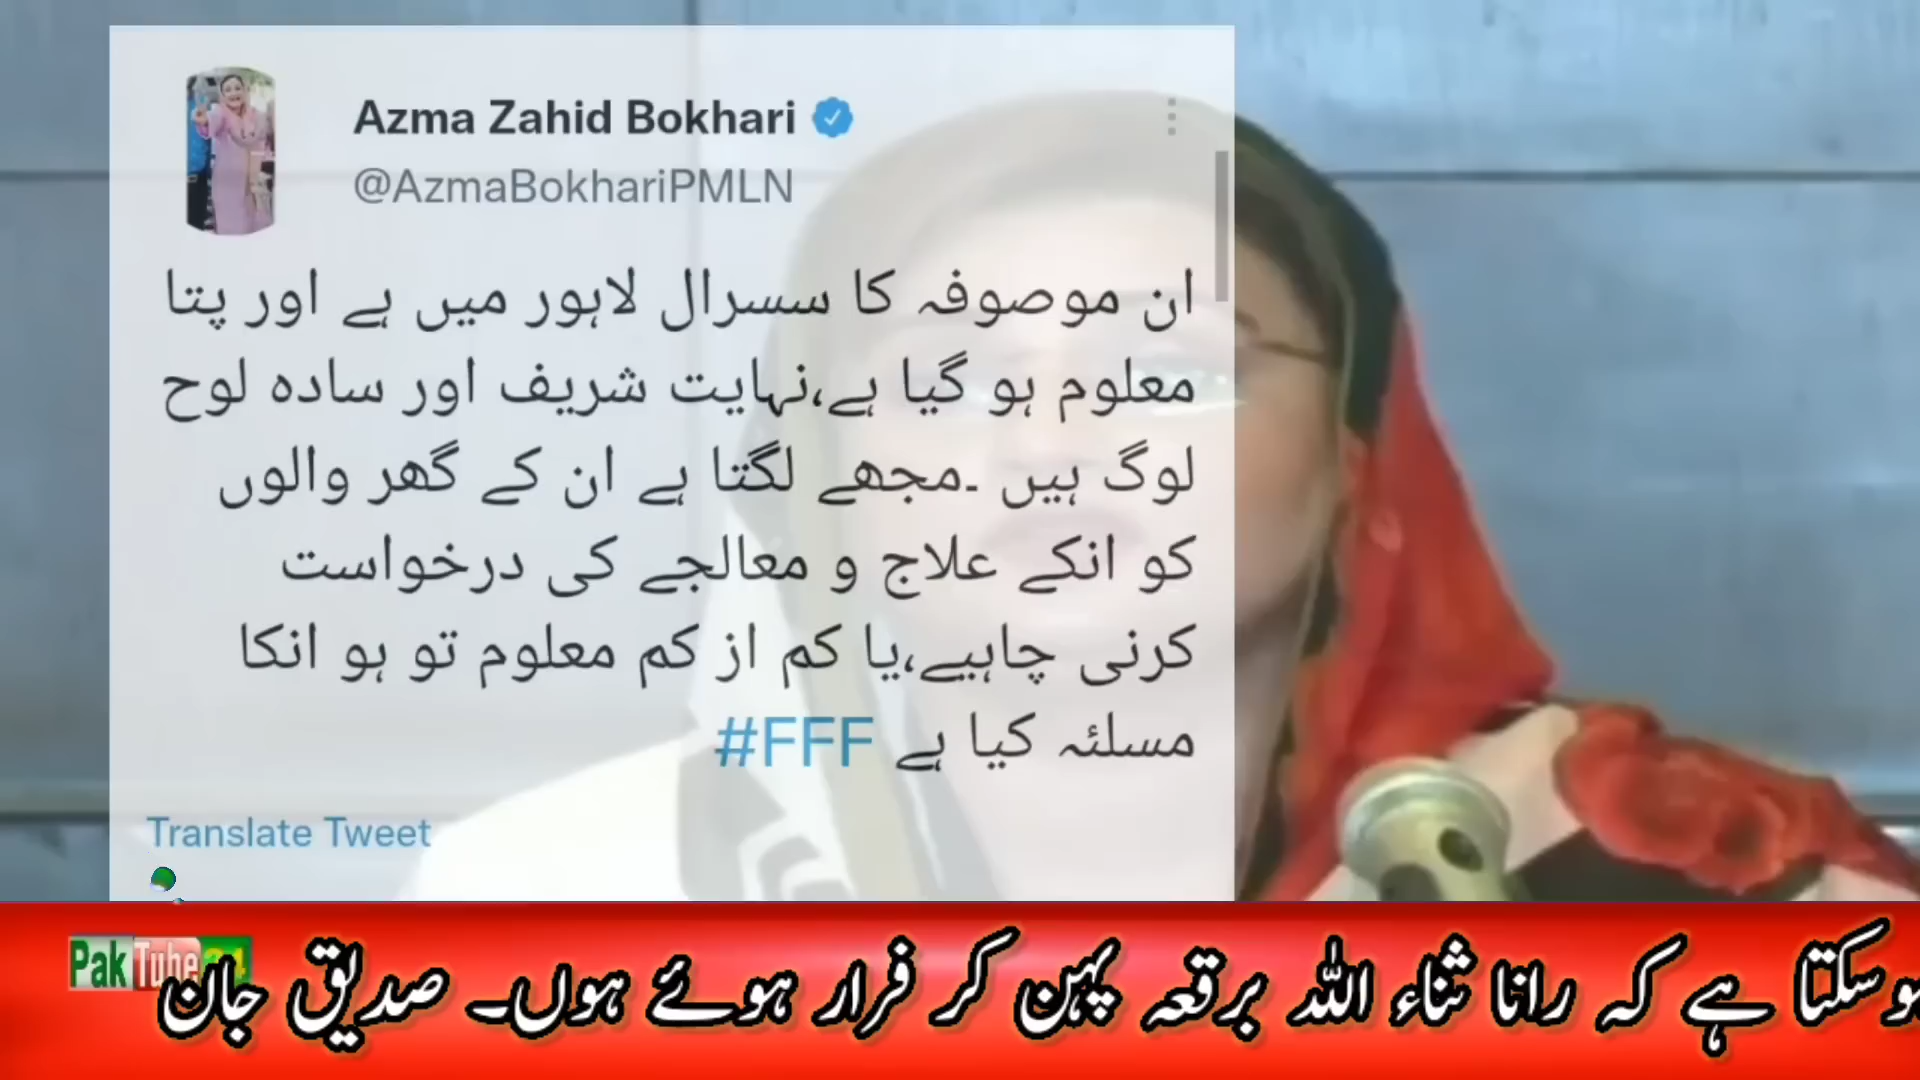 Azma Zahid Bokhari
@AzmaBokhariPMLN
ان موصوفہ کا سسرال لاہور میں ہے اور پتا
معلوم ہو گیا ہے،نہایت شریف اور سادہ لوح
لوگ ہیں ۔مجھے لگتا ہے ان کے گھر والوں
کو انکے علاج و معالجے کی درخواست
کرنی چاہیے،یا کم از کم معلوم تو ہو انکا
مسلئہ کیا ہے #FFF
Translate Tweet
PakTube24
ہوسکتا ہے کہ رانا ثناء اللہ برقعہ پہن کر فرار ہوئے ہوں۔ صدیق جان